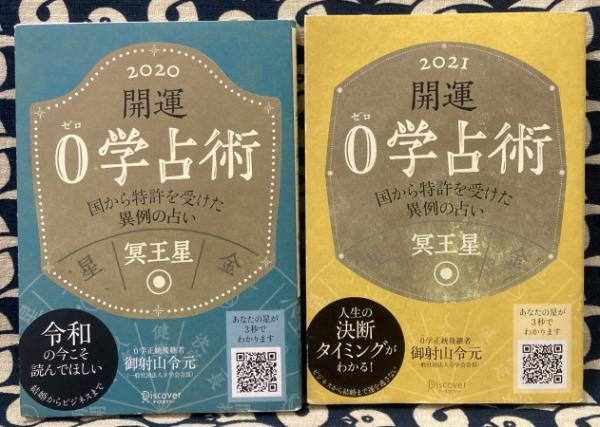 2020
開運
ゼロ
0学占術
国から特許を受けた
異例の占い
冥王星
星
金
令和
の今こそ
読んでほしい
結婚からビジネスまで
0学正統後継者
御射山令元
あなたの星が
3秒で
わかります
Discover
2021
開運
ゼロ
0学占術
国から特許を受けた
異例の占い
冥王星
金
人生の
決断
タイミングが
わかる!
ビジネスから結婚まで運を逃さない
0学正統後継者
御射山令元
あなたの星が
3秒で
わかります
Discover